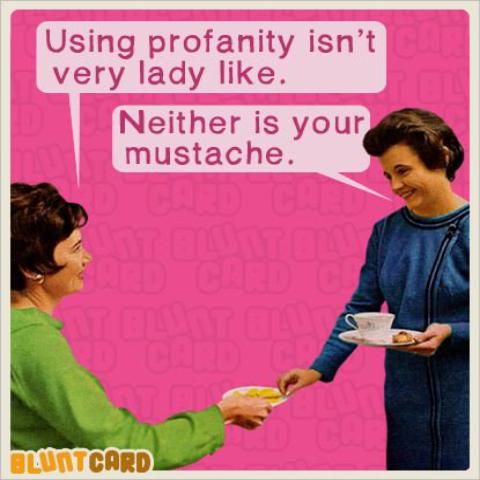 Using profanity isn't
very lady like.
Neither is your
mustache.
BLUNTCARD